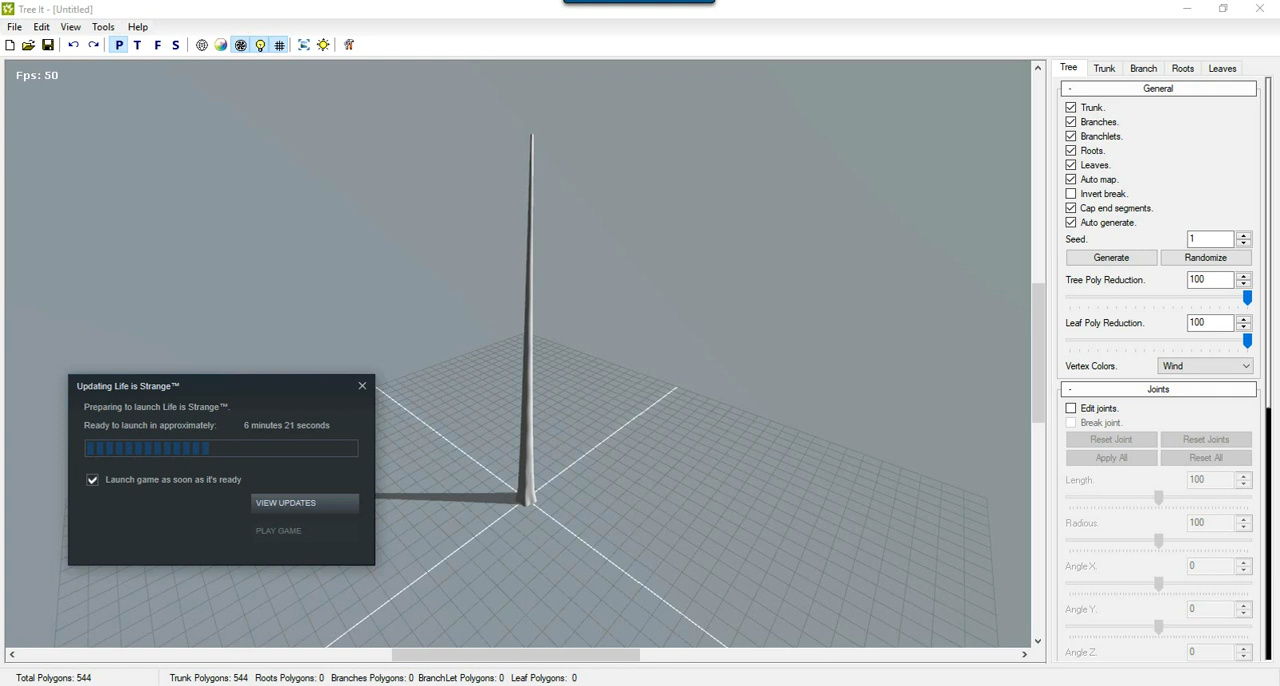 Tree It - [Untitled]
File Edit View Tools Help
P T F S
Fps: 50
Tree Trunk Branch Roots Leaves
- General
Trunk.
Branches.
Branchlets.
Roots.
Leaves.
Auto map.
Invert break.
Cap end segments.
Auto generate.
Seed. 1
Generate Randomize
Tree Poly Reduction. 100
Leaf Poly Reduction. 100
Vertex Colors. Wind
- Joints
Edit joints.
Break joint.
Reset Joint Reset Joints
Apply All Reset All
Length. 100
Radius. 100
Angle X. 0
Angle Y. 0
Angle Z. 0
Updating Life is Strange™
Preparing to launch Life is Strange™.
Ready to launch in approximately: 6 minutes 21 seconds
Launch game as soon as it's ready
VIEW UPDATES
PLAY GAME
Total Polygons: 544 Trunk Polygons: 544 Roots Polygons: 0 Branches Polygons: 0 BranchLet Polygons: 0 Leaf Polygons: 0